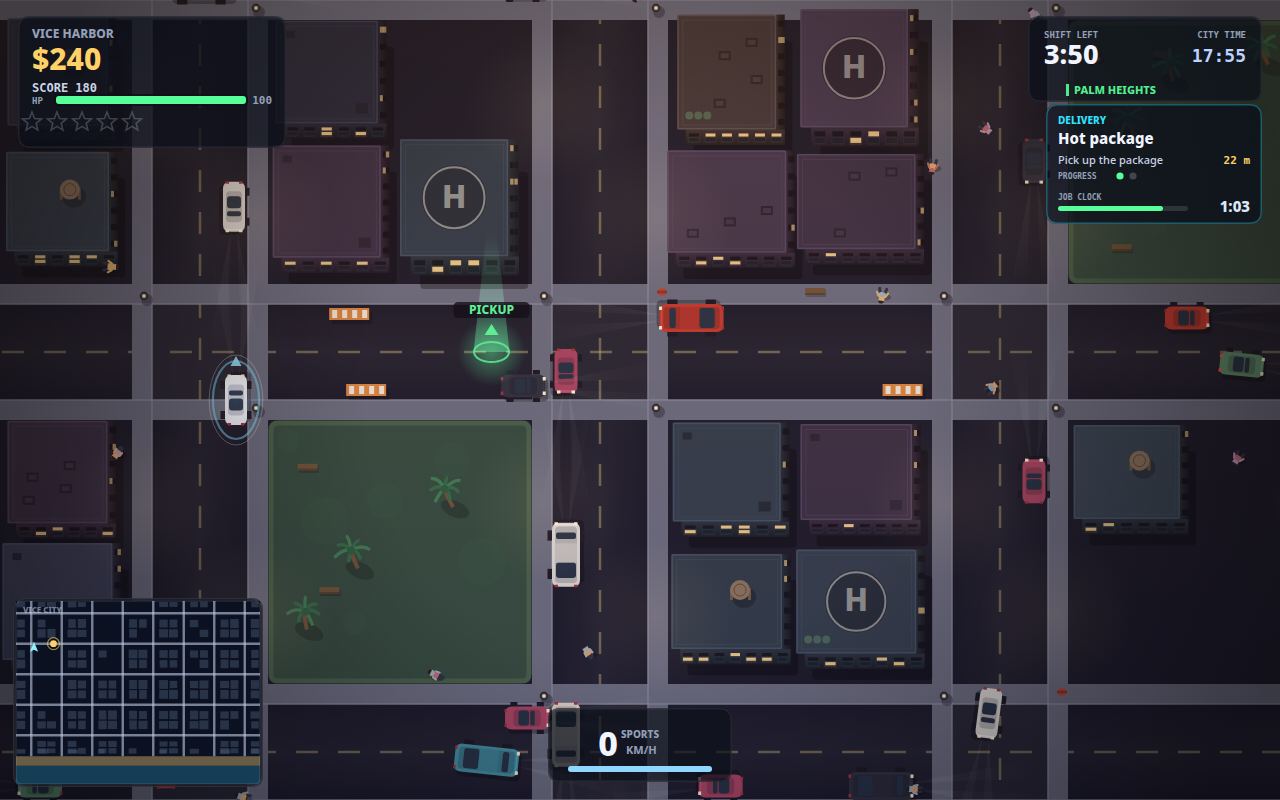 VICE HARBOR
$240
SCORE 180
HP 100
SHIFT LEFT
3:50
CITY TIME
17:55
PALM HEIGHTS
DELIVERY
Hot package
Pick up the package 22 m
PROGRESS
JOB CLOCK
1:03
H
H
PICKUP
H
VICE CITY
0 SPORTS
KM/H